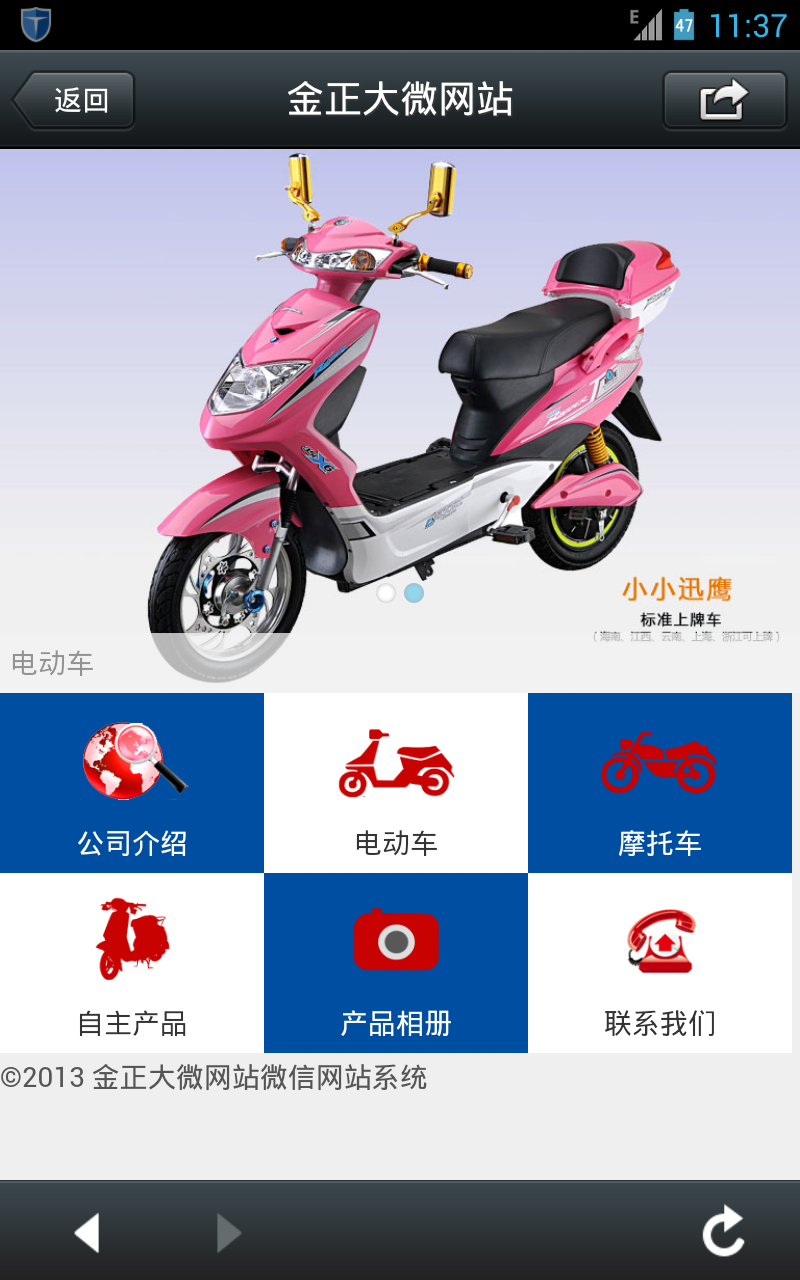 E
47
11:37
返回
金正大微网站
小小迅鹰
标准上牌车
(海南、江西、云南、上海、浙江可上牌)
电动车
公司介绍
电动车
摩托车
自主产品
产品相册
联系我们
©2013 金正大微网站微信网站系统